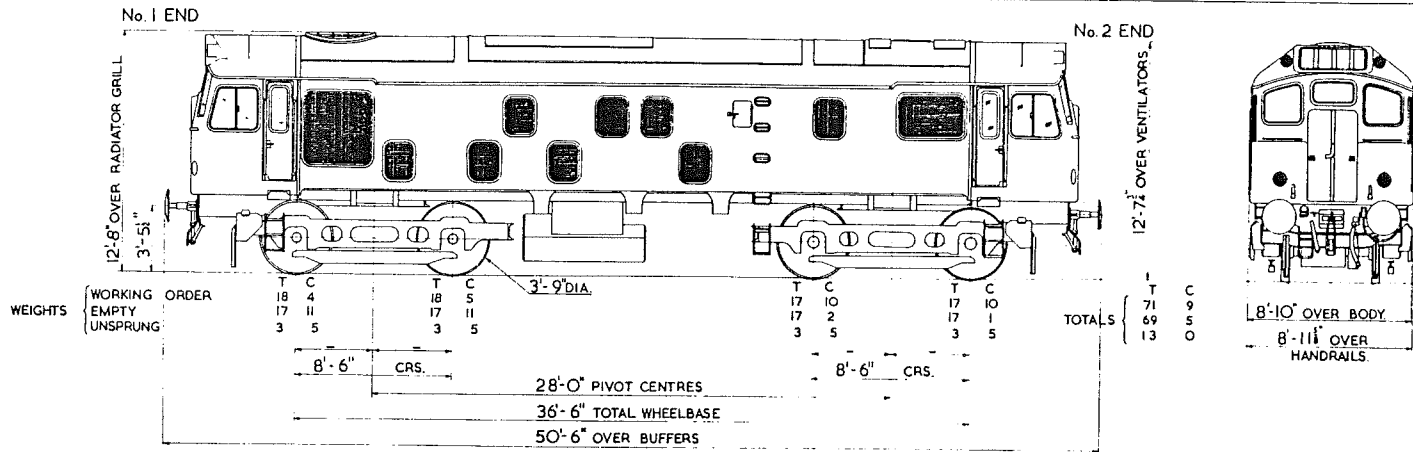 No. 1 END
No. 2 END
12'-8" OVER RADIATOR GRILL
3'-5½"
12'-7¾" OVER VENTILATORS
3'-9" DIA.
WEIGHTS
WORKING ORDER
EMPTY
UNSPRUNG
T C
18 4
17 11
3 5
T C
18 5
17 11
3 5
T C
17 10
17 2
3 5
T C
17 10
17 1
3 5
TOTALS
T C
71 9
69 5
13 0
8'-10" OVER BODY
8'-11⅛" OVER
HANDRAILS.
8'-6" CRS.
8'-6" CRS.
28'-0" PIVOT CENTRES
36'-6" TOTAL WHEELBASE
50'-6" OVER BUFFERS